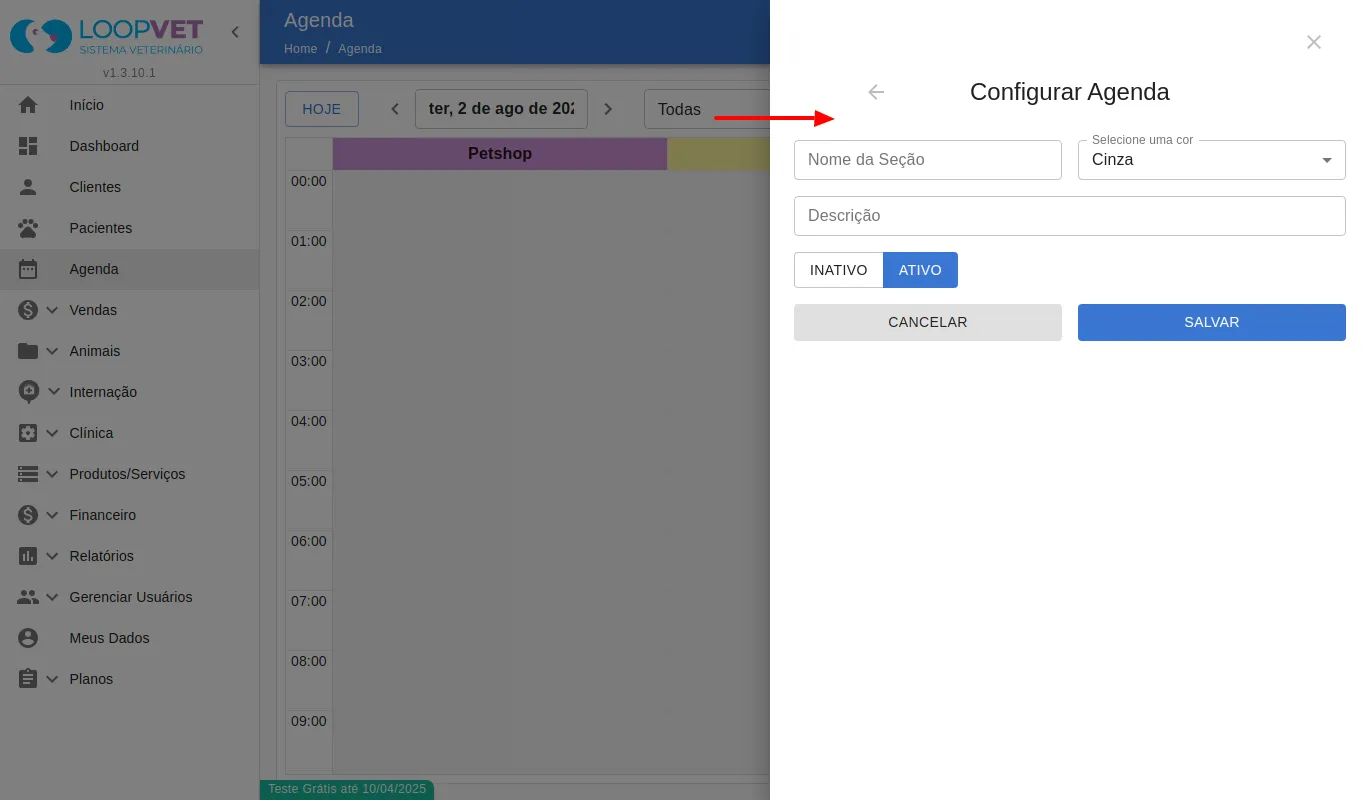 LOOPVET
SISTEMA VETERINÁRIO
v1.3.10.1
Início
Dashboard
Clientes
Pacientes
Agenda
Vendas
Animais
Internação
Clínica
Produtos/Serviços
Financeiro
Relatórios
Gerenciar Usuários
Meus Dados
Planos
Agenda
Home / Agenda
HOJE
ter, 2 de ago de 202
Todas
Petshop
00:00
01:00
02:00
03:00
04:00
05:00
06:00
07:00
08:00
09:00
Teste Grátis até 10/04/2025
Configurar Agenda
Nome da Seção
Selecione uma cor
Cinza
Descrição
INATIVO
ATIVO
CANCELAR
SALVAR